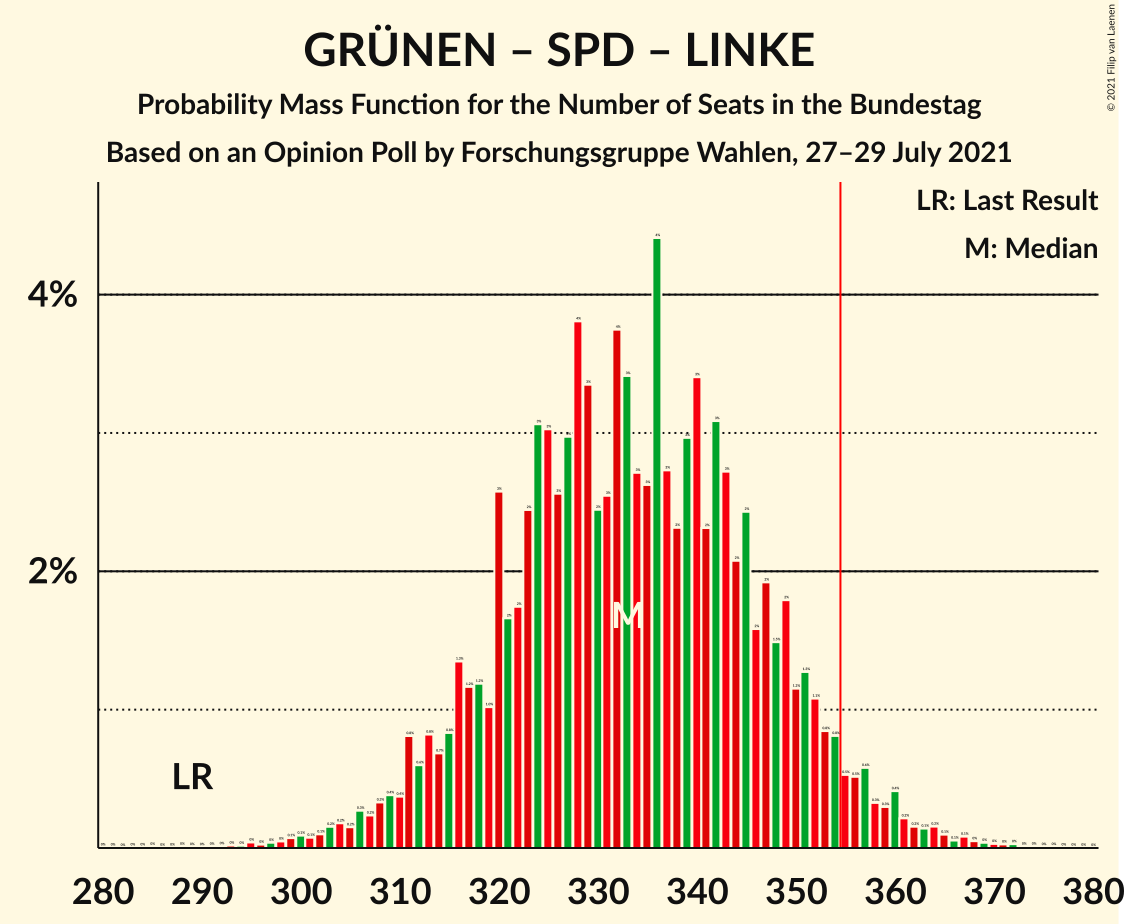 GRÜNEN – SPD – LINKE
Probability Mass Function for the Number of Seats in the Bundestag
Based on an Opinion Poll by Forschungsgruppe Wahlen, 27–29 July 2021
© 2021 Filip van Laenen
LR: Last Result
M: Median
4%
2%
M
LR
280 290 300 310 320 330 340 350 360 370 380